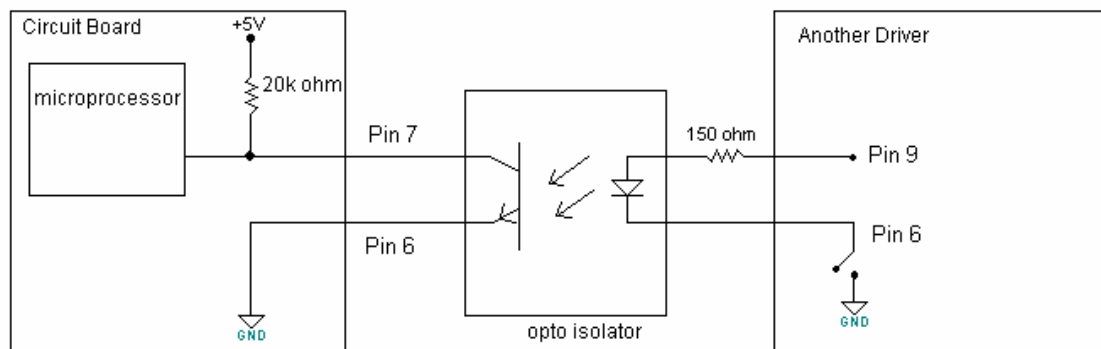 Circuit Board
+5V
20k ohm
microprocessor
Pin 7
Pin 6
GND
opto isolator
150 ohm
Another Driver
Pin 9
Pin 6
GND